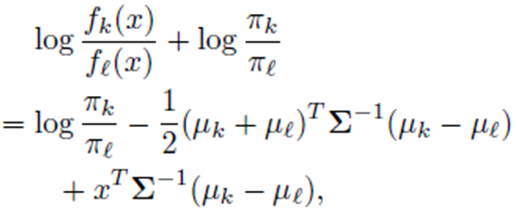 log f_k(x)/f_ℓ(x) + log π_k/π_ℓ
= log π_k/π_ℓ − 1/2(μ_k + μ_ℓ)^T Σ^−1(μ_k − μ_ℓ)
+ x^T Σ^−1(μ_k − μ_ℓ),